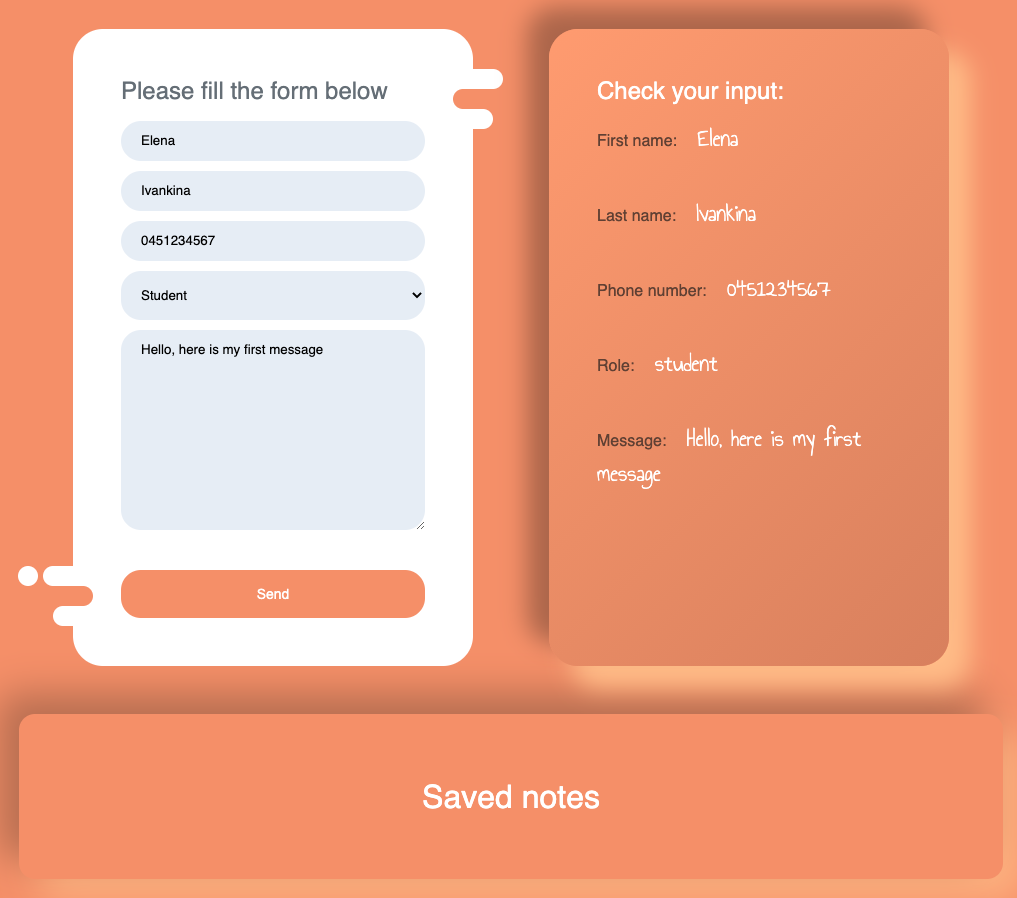 Please fill the form below
Elena
Ivankina
0451234567
Student
Hello, here is my first message
Send
Check your input:
First name: Elena
Last name: Ivankina
Phone number: 0451234567
Role: student
Message: Hello, here is my first
message
Saved notes